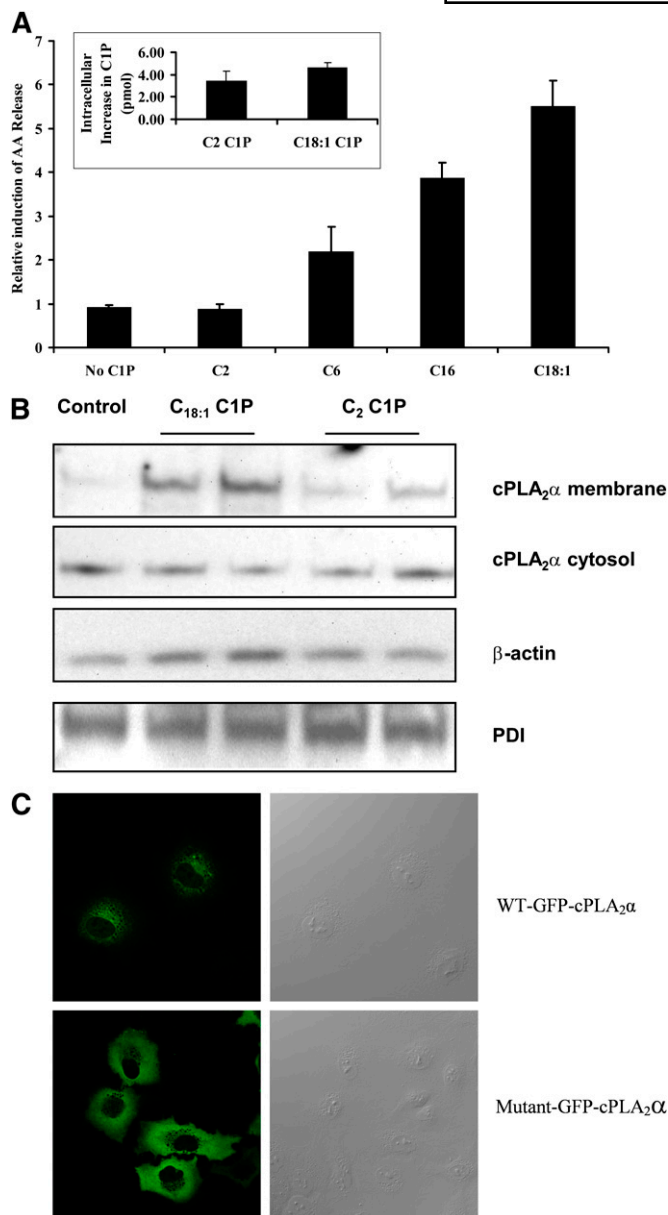 A
Relative induction of AA Release
7
6
5
4
3
2
1
0
Intracellular
Increase in C1P
(pmol)
6.00
4.00
2.00
0.00
C2 C1P C18:1 C1P
No C1P C2 C6 C16 C18:1
B
Control C18:1 C1P C2 C1P
cPLA2α membrane
cPLA2α cytosol
β-actin
PDI
C
WT-GFP-cPLA2α
Mutant-GFP-cPLA2α